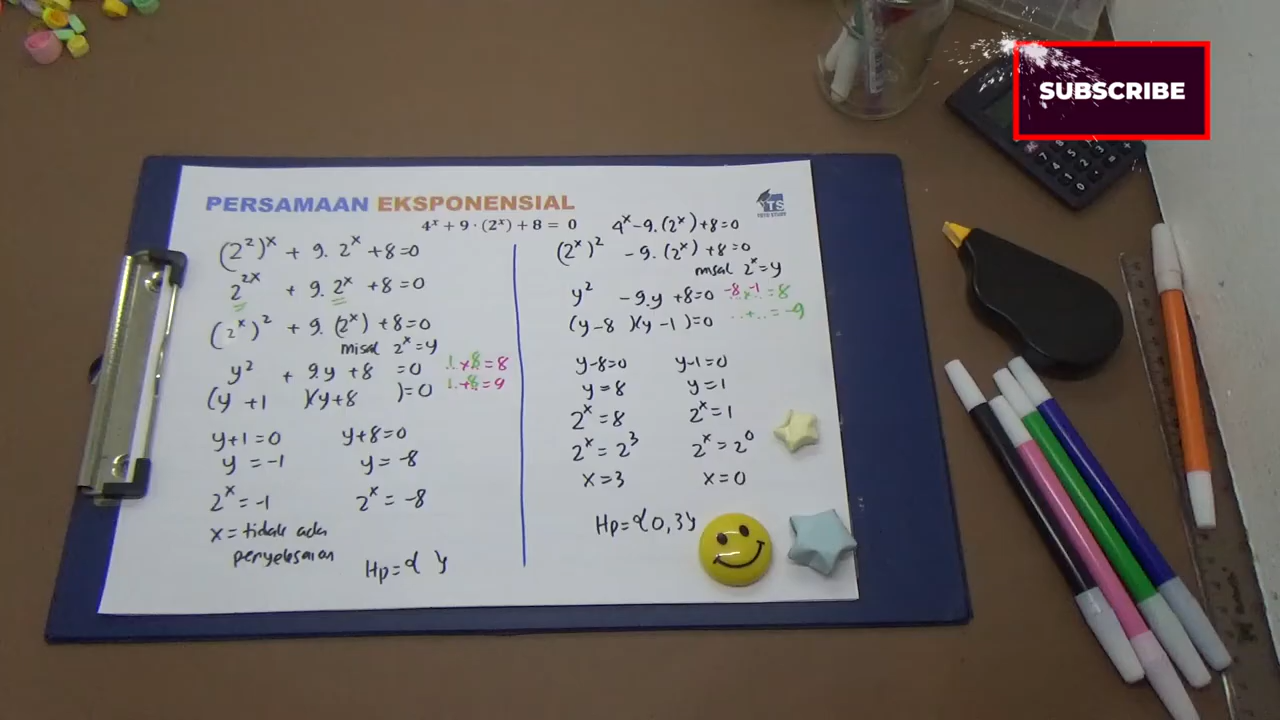 SUBSCRIBE
PERSAMAAN EKSPONENSIAL
YTS
TUTO STUDY
4ˣ + 9 · (2ˣ) + 8 = 0
(2²)ˣ + 9. 2ˣ + 8 = 0
2²ˣ + 9. 2ˣ + 8 = 0
(2ˣ)² + 9. (2ˣ) + 8 = 0
misal 2ˣ = y
y² + 9.y + 8 = 0
1 x 8 = 8
(y + 1 )(y + 8 ) = 0
1 + 8 = 9
y + 1 = 0 y + 8 = 0
y = -1 y = -8
2ˣ = -1 2ˣ = -8
x = tidak ada
penyelesaian
Hp = { }
4ˣ - 9. (2ˣ) + 8 = 0
(2ˣ)² - 9. (2ˣ) + 8 = 0
misal 2ˣ = y
y² - 9.y + 8 = 0
-8 x -1 = 8
(y - 8 )(y - 1 ) = 0
.. + .. = -9
y - 8 = 0 y - 1 = 0
y = 8 y = 1
2ˣ = 8 2ˣ = 1
2ˣ = 2³ 2ˣ = 2⁰
x = 3 x = 0
Hp = {0, 3}